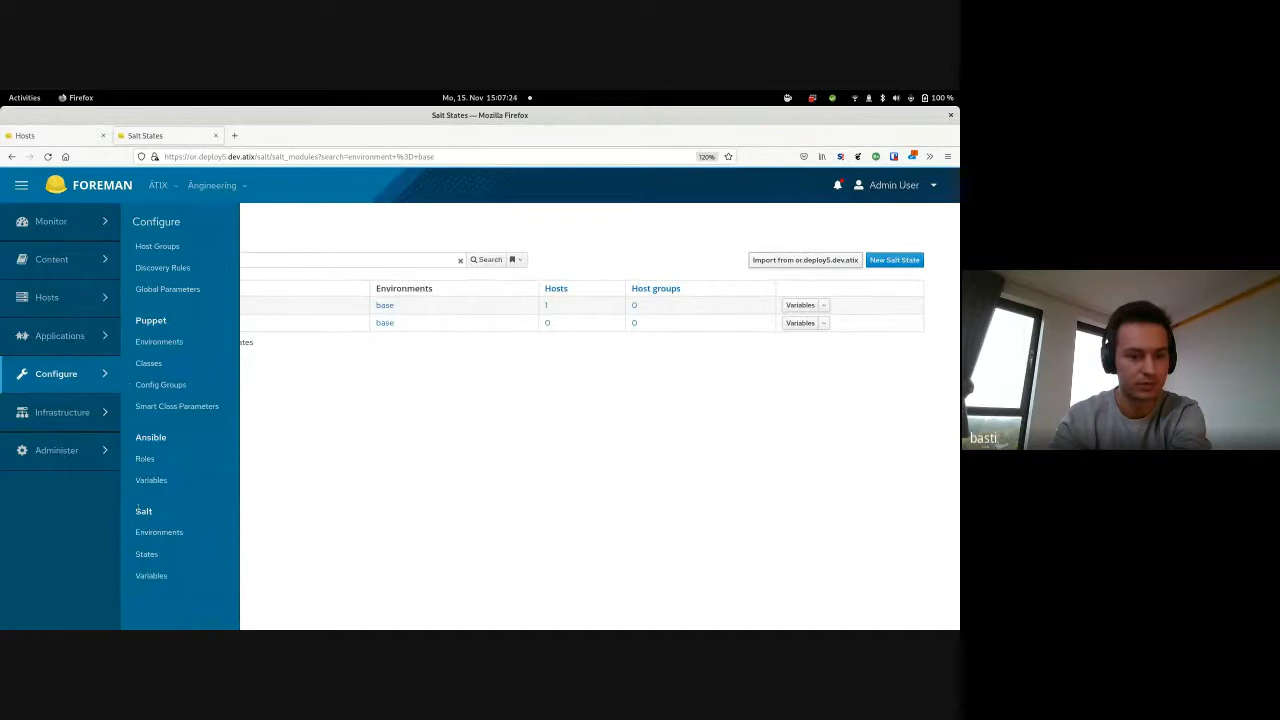 Activities
Firefox
Mo, 15. Nov 15:07:24
100 %
Salt States — Mozilla Firefox
Hosts
Salt States
https://or.deploy5.dev.atix/salt/salt_modules?search=environment+%3D+base
120%
FOREMAN
ÄTIX
Ängineering
Admin User
Monitor
Content
Hosts
Applications
Configure
Infrastructure
Administer
Configure
Host Groups
Discovery Rules
Global Parameters
Puppet
Environments
Classes
Config Groups
Smart Class Parameters
Ansible
Roles
Variables
Salt
Environments
States
Variables
Search
Import from or.deploy5.dev.atix
New Salt State
Environments Hosts Host groups
base 1 0 Variables
base 0 0 Variables
ates
basti